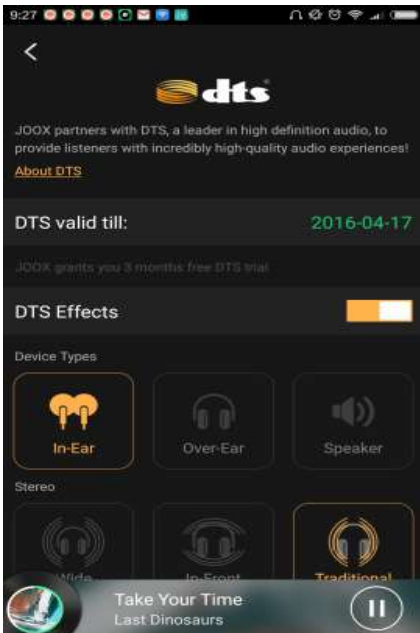 9:27
dts
JOOX partners with DTS, a leader in high definition audio, to
provide listeners with incredibly high-quality audio experiences!
About DTS
DTS valid till: 2016-04-17
JOOX grants you 3 months free DTS trial
DTS Effects
Device Types
In-Ear Over-Ear Speaker
Stereo
Wide In-Front Traditional
Take Your Time
Last Dinosaurs